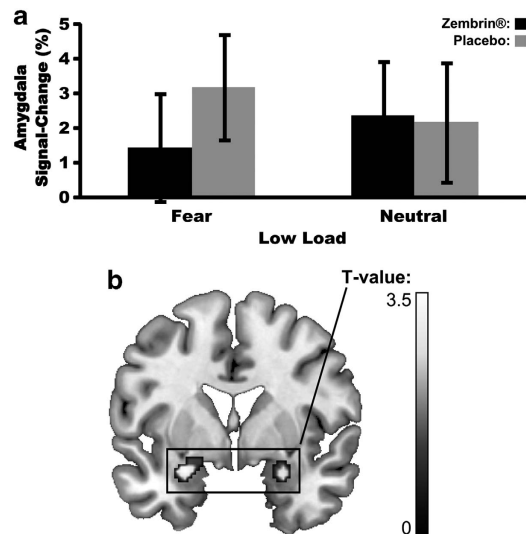 a
Zembrin®:
Placebo:
Amygdala
Signal-Change (%)
5
4
3
2
1
0
Fear
Neutral
Low Load
b
T-value:
3.5
0